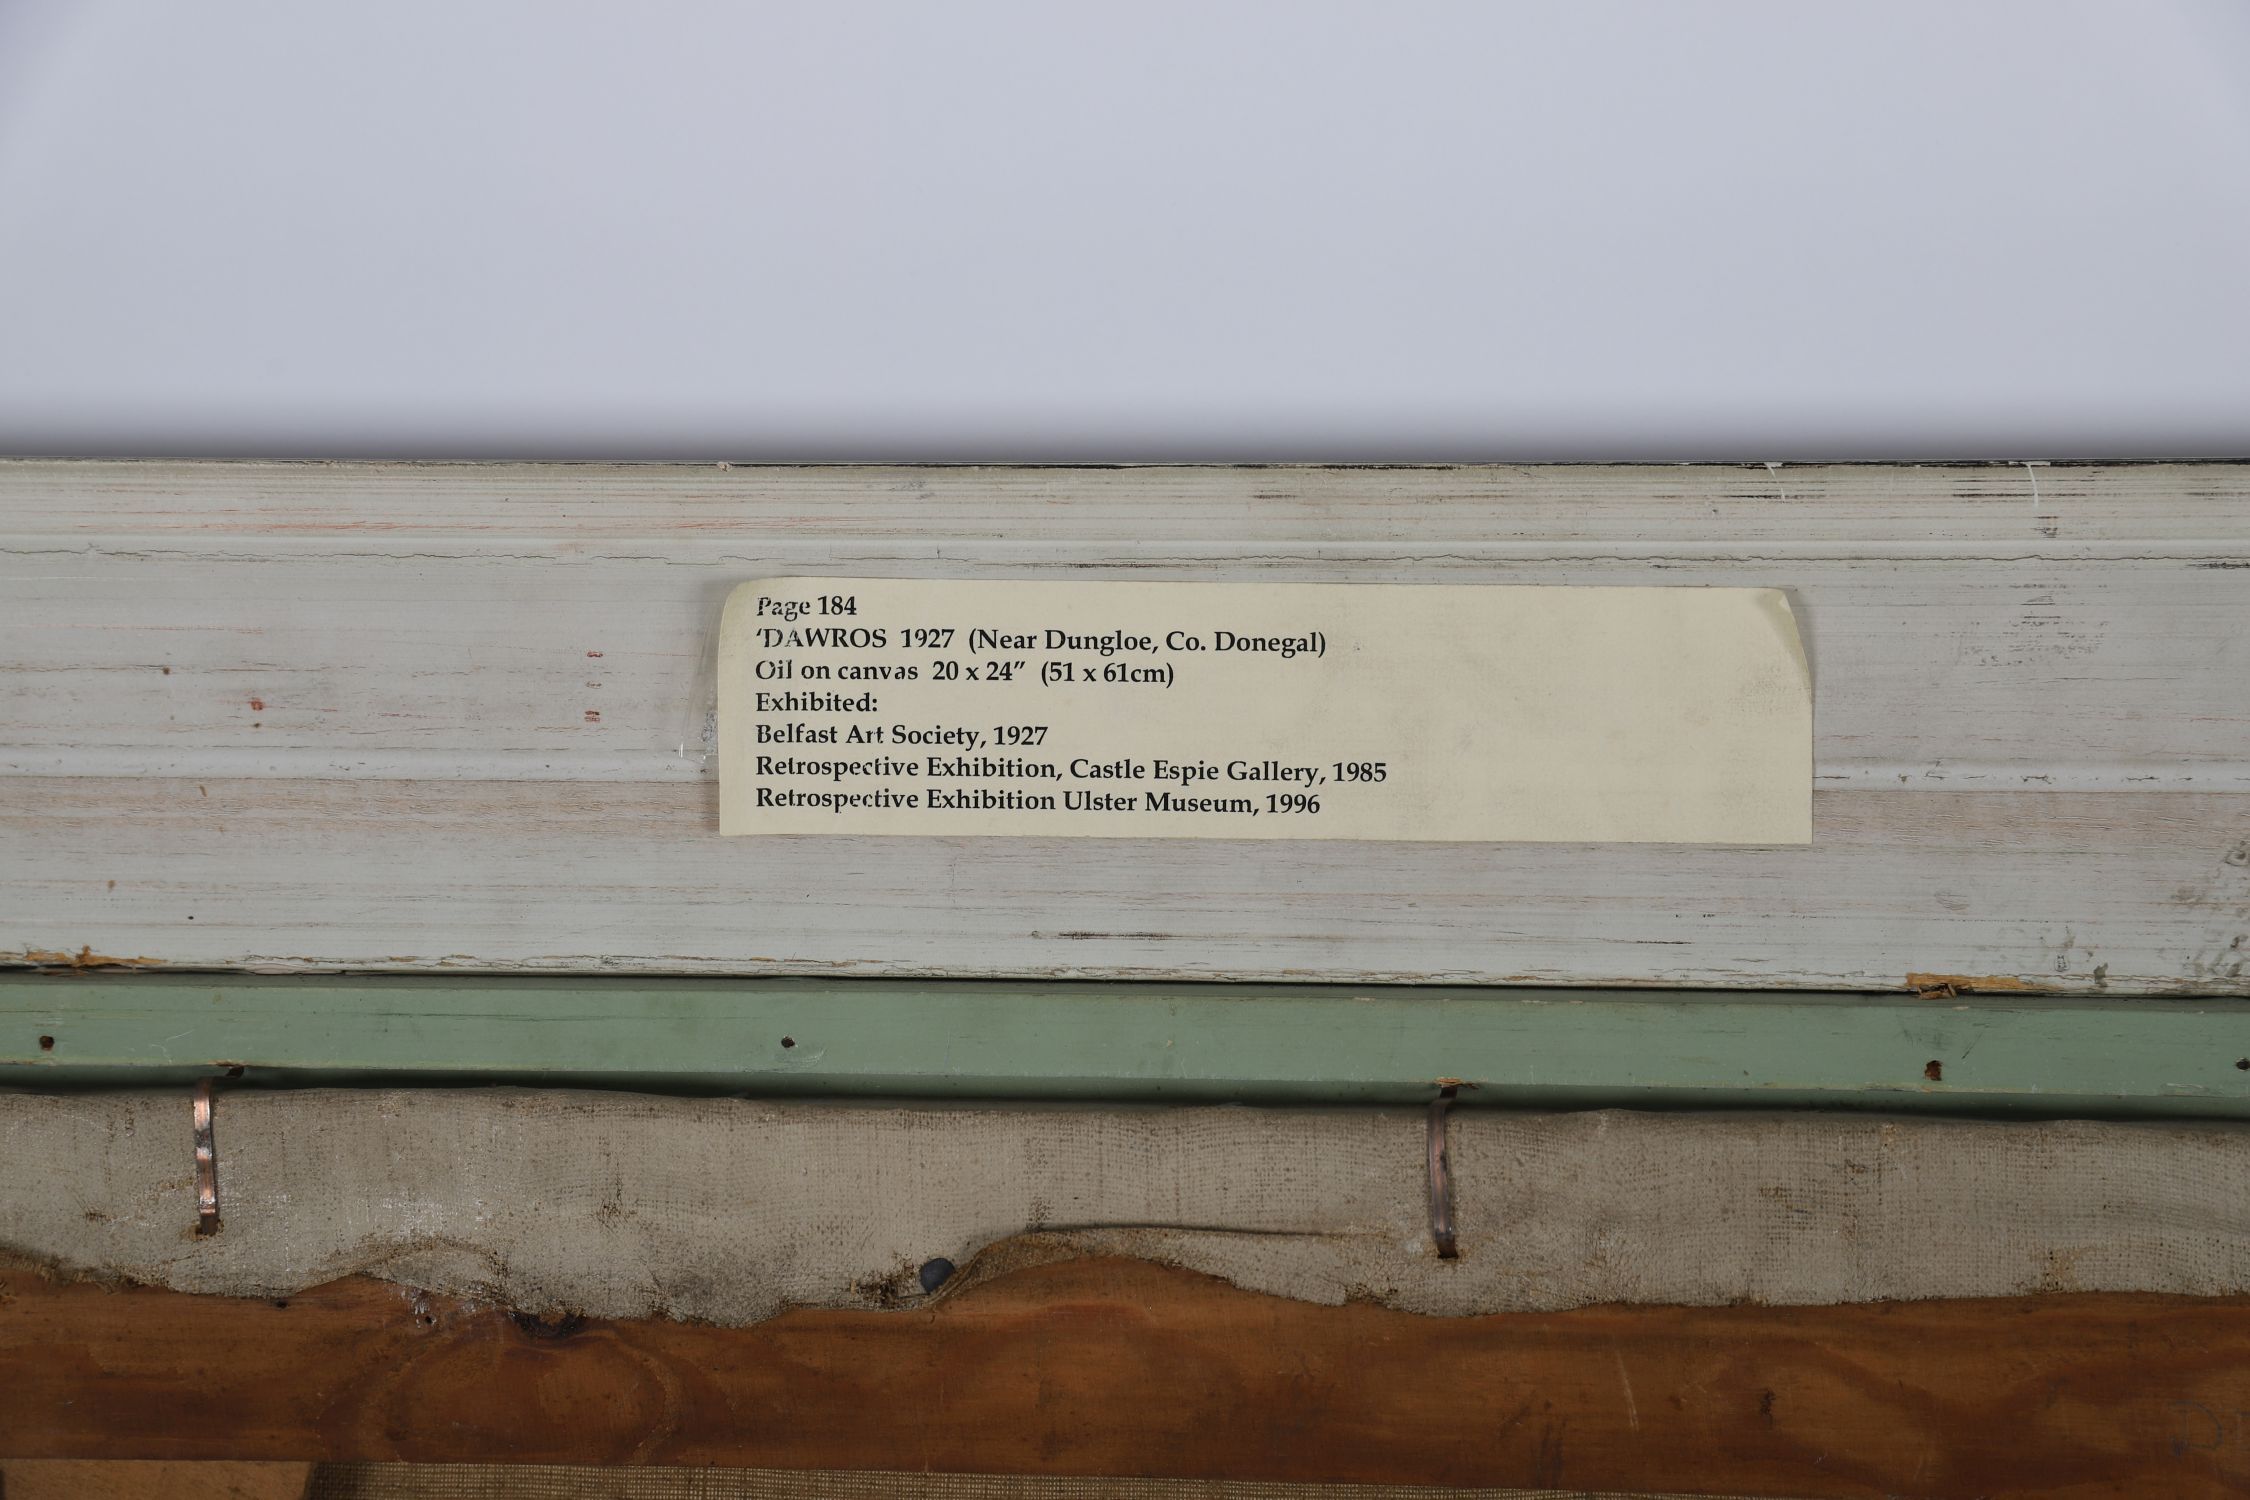 Page 184
‘DAWROS 1927 (Near Dungloe, Co. Donegal)
Oil on canvas 20 x 24” (51 x 61cm)
Exhibited:
Belfast Art Society, 1927
Retrospective Exhibition, Castle Espie Gallery, 1985
Retrospective Exhibition Ulster Museum, 1996